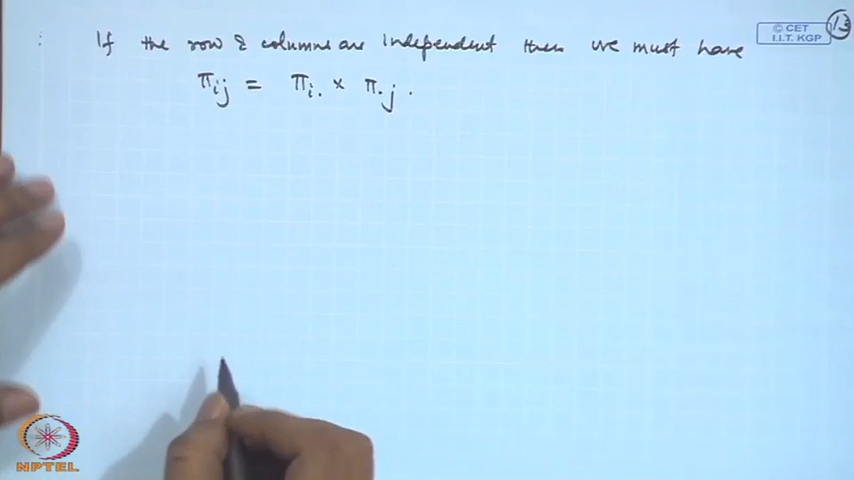 If the row & columns are independent then we must have
πij = πi. × π.j .
© CET
I.I.T. KGP
13
NPTEL